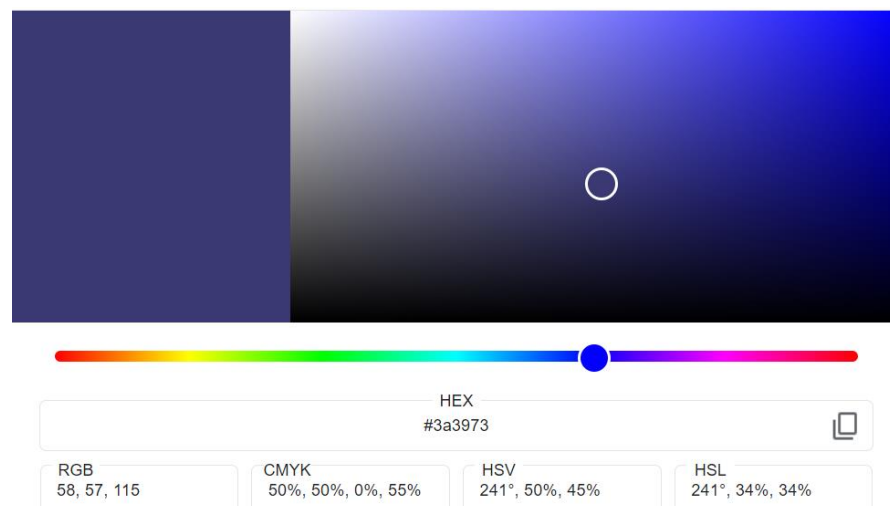 HEX
#3a3973
RGB
58, 57, 115
CMYK
50%, 50%, 0%, 55%
HSV
241°, 50%, 45%
HSL
241°, 34%, 34%